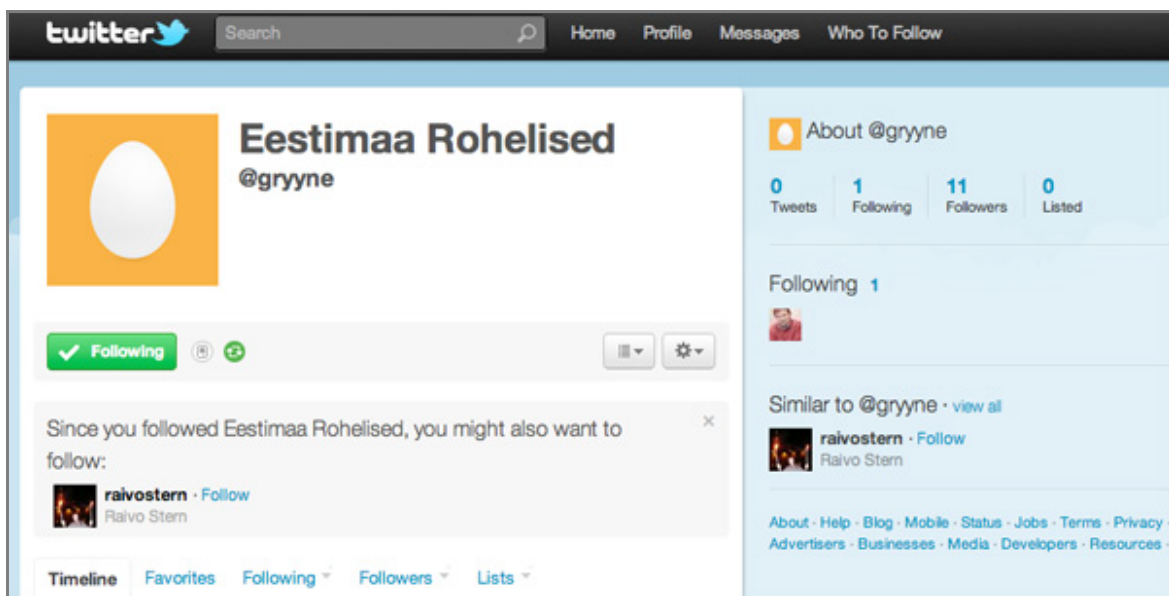 twitter
Search
Home Profile Messages Who To Follow
Eestimaa Rohelised
@gryyne
Following
Since you followed Eestimaa Rohelised, you might also want to
follow:
raivostern · Follow
Raivo Stern
Timeline Favorites Following Followers Lists
About @gryyne
0 1 11 0
Tweets Following Followers Listed
Following 1
Similar to @gryyne · view all
raivostern · Follow
Raivo Stern
About · Help · Blog · Mobile · Status · Jobs · Terms · Privacy ·
Advertisers · Businesses · Media · Developers · Resources ·